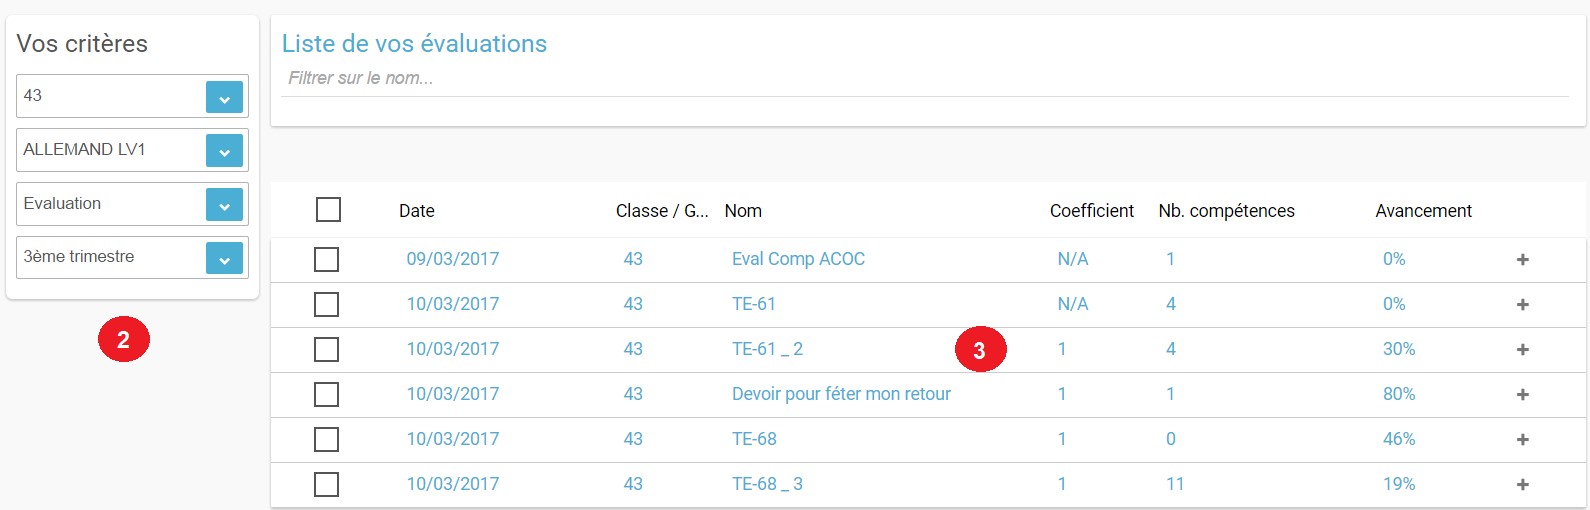 Vos critères
43
ALLEMAND LV1
Evaluation
3ème trimestre
2
Liste de vos évaluations
Filtrer sur le nom...
Date Classe / G... Nom Coefficient Nb. compétences Avancement
09/03/2017 43 Eval Comp ACOC N/A 1 0% +
10/03/2017 43 TE-61 N/A 4 0% +
10/03/2017 43 TE-61 _ 2 3 1 4 30% +
10/03/2017 43 Devoir pour féter mon retour 1 1 80% +
10/03/2017 43 TE-68 1 0 46% +
10/03/2017 43 TE-68 _ 3 1 11 19% +